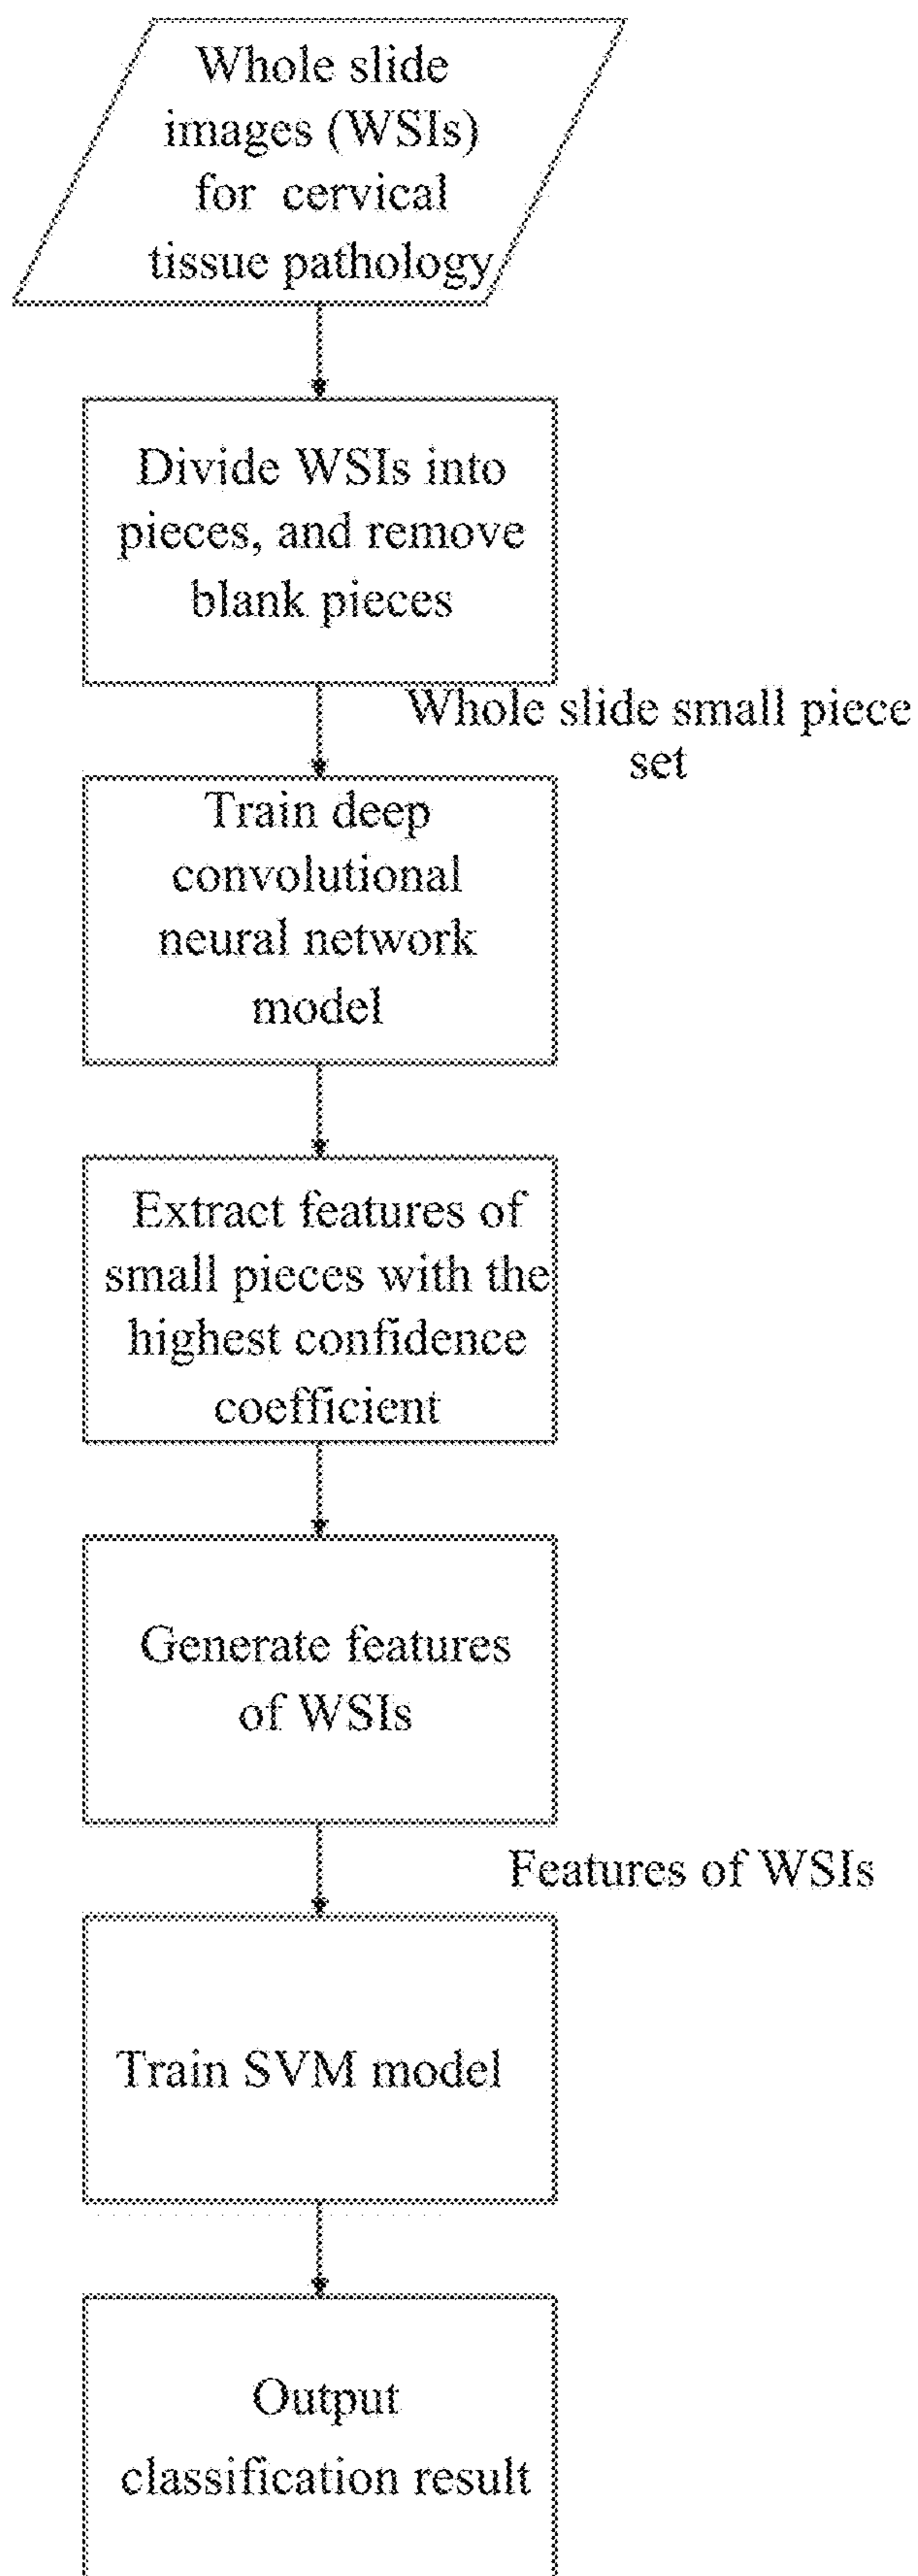 Whole slide
images (WSIs)
for cervical
tissue pathology
Divide WSIs into
pieces, and remove
blank pieces
Whole slide small piece
set
Train deep
convolutional
neural network
model
Extract features of
small pieces with the
highest confidence
coefficient
Generate features
of WSIs
Features of WSIs
Train SVM model
Output
classification result